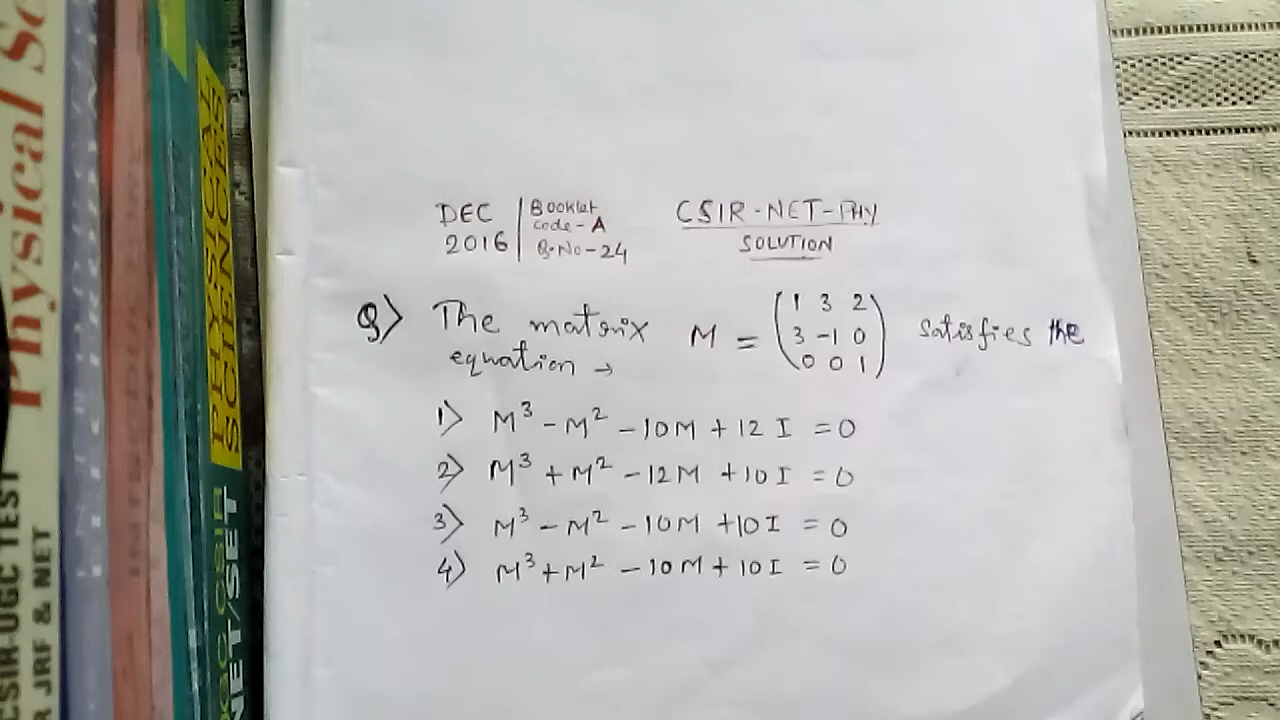 Physical Sc
CSIR-UGC TEST
R JRF & NET
PHYSICAL
SCIENCES
CSIR
NET/SET
DEC
2016
Booklet
code - A
Q.No - 24
CSIR-NET-PHY
SOLUTION
Q> The matrix M = (1 3 2
3 -1 0
0 0 1) satisfies the
equation →
1> M³ - M² - 10M + 12 I = 0
2> M³ + M² - 12M + 10 I = 0
3> M³ - M² - 10M + 10 I = 0
4> M³ + M² - 10M + 10 I = 0